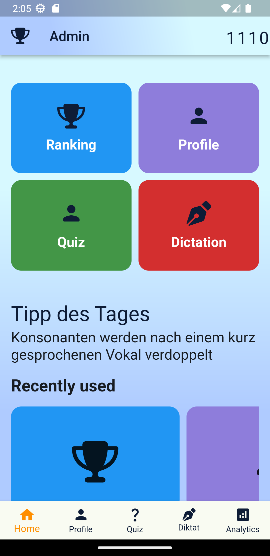 2:05
Admin
1110
Ranking
Profile
Quiz
Dictation
Tipp des Tages
Konsonanten werden nach einem kurz
gesprochenen Vokal verdoppelt
Recently used
Home
Profile
Quiz
Diktat
Analytics